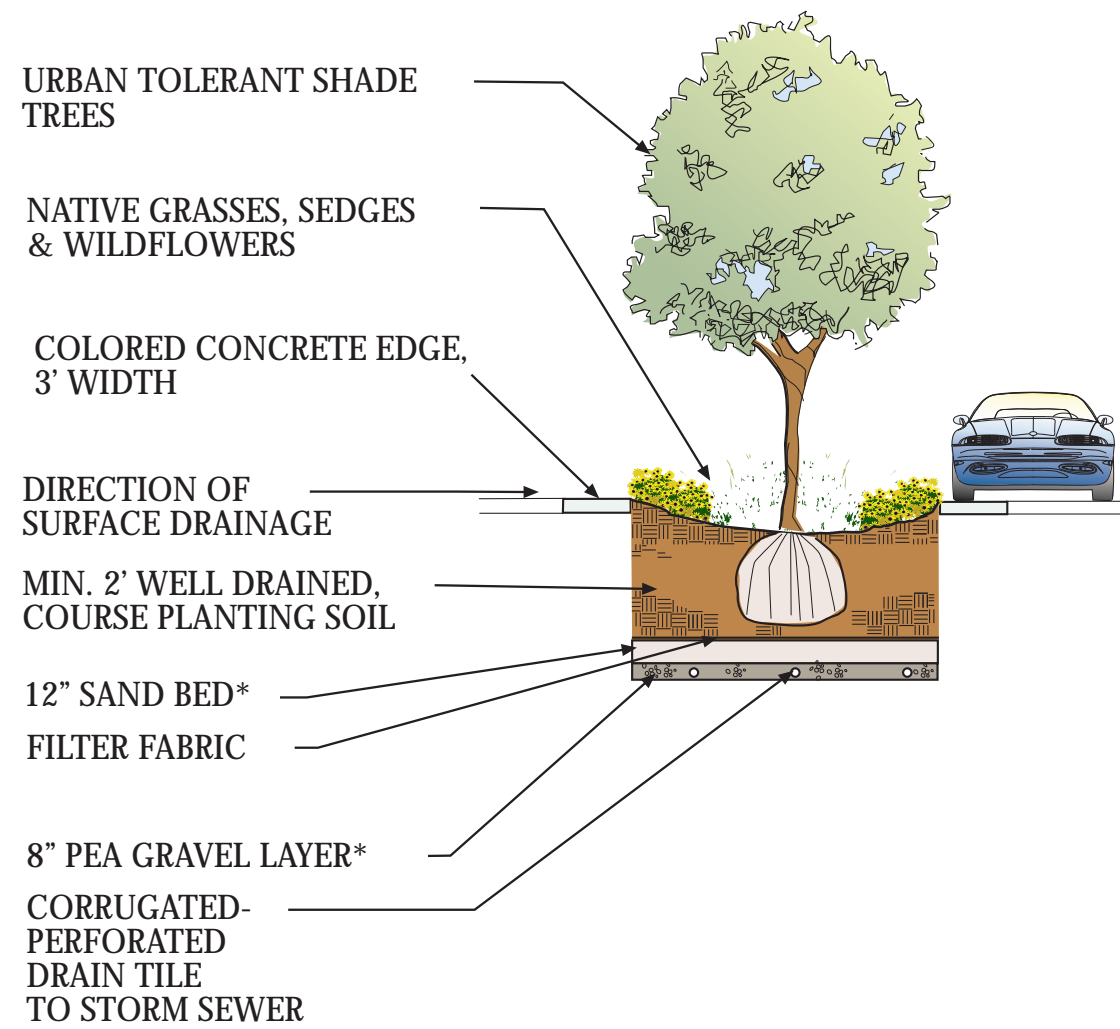 URBAN TOLERANT SHADE
TREES
NATIVE GRASSES, SEDGES
& WILDFLOWERS
COLORED CONCRETE EDGE,
3’ WIDTH
DIRECTION OF
SURFACE DRAINAGE
MIN. 2’ WELL DRAINED,
COURSE PLANTING SOIL
12” SAND BED*
FILTER FABRIC
8” PEA GRAVEL LAYER*
CORRUGATED-
PERFORATED
DRAIN TILE
TO STORM SEWER